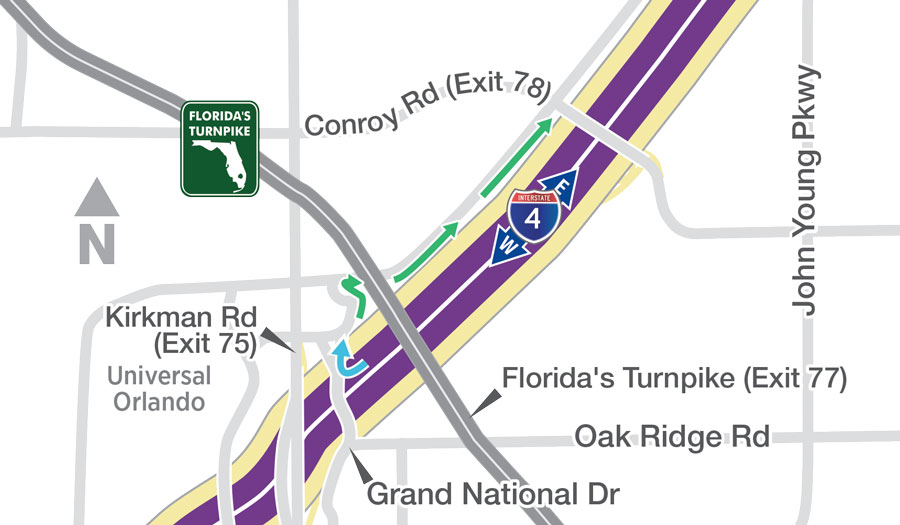 FLORIDA'S
TURNPIKE
Conroy Rd (Exit 78)
John Young Pkwy
E
INTERSTATE
4
W
N
Kirkman Rd
(Exit 75)
Universal
Orlando
Florida's Turnpike (Exit 77)
Oak Ridge Rd
Grand National Dr